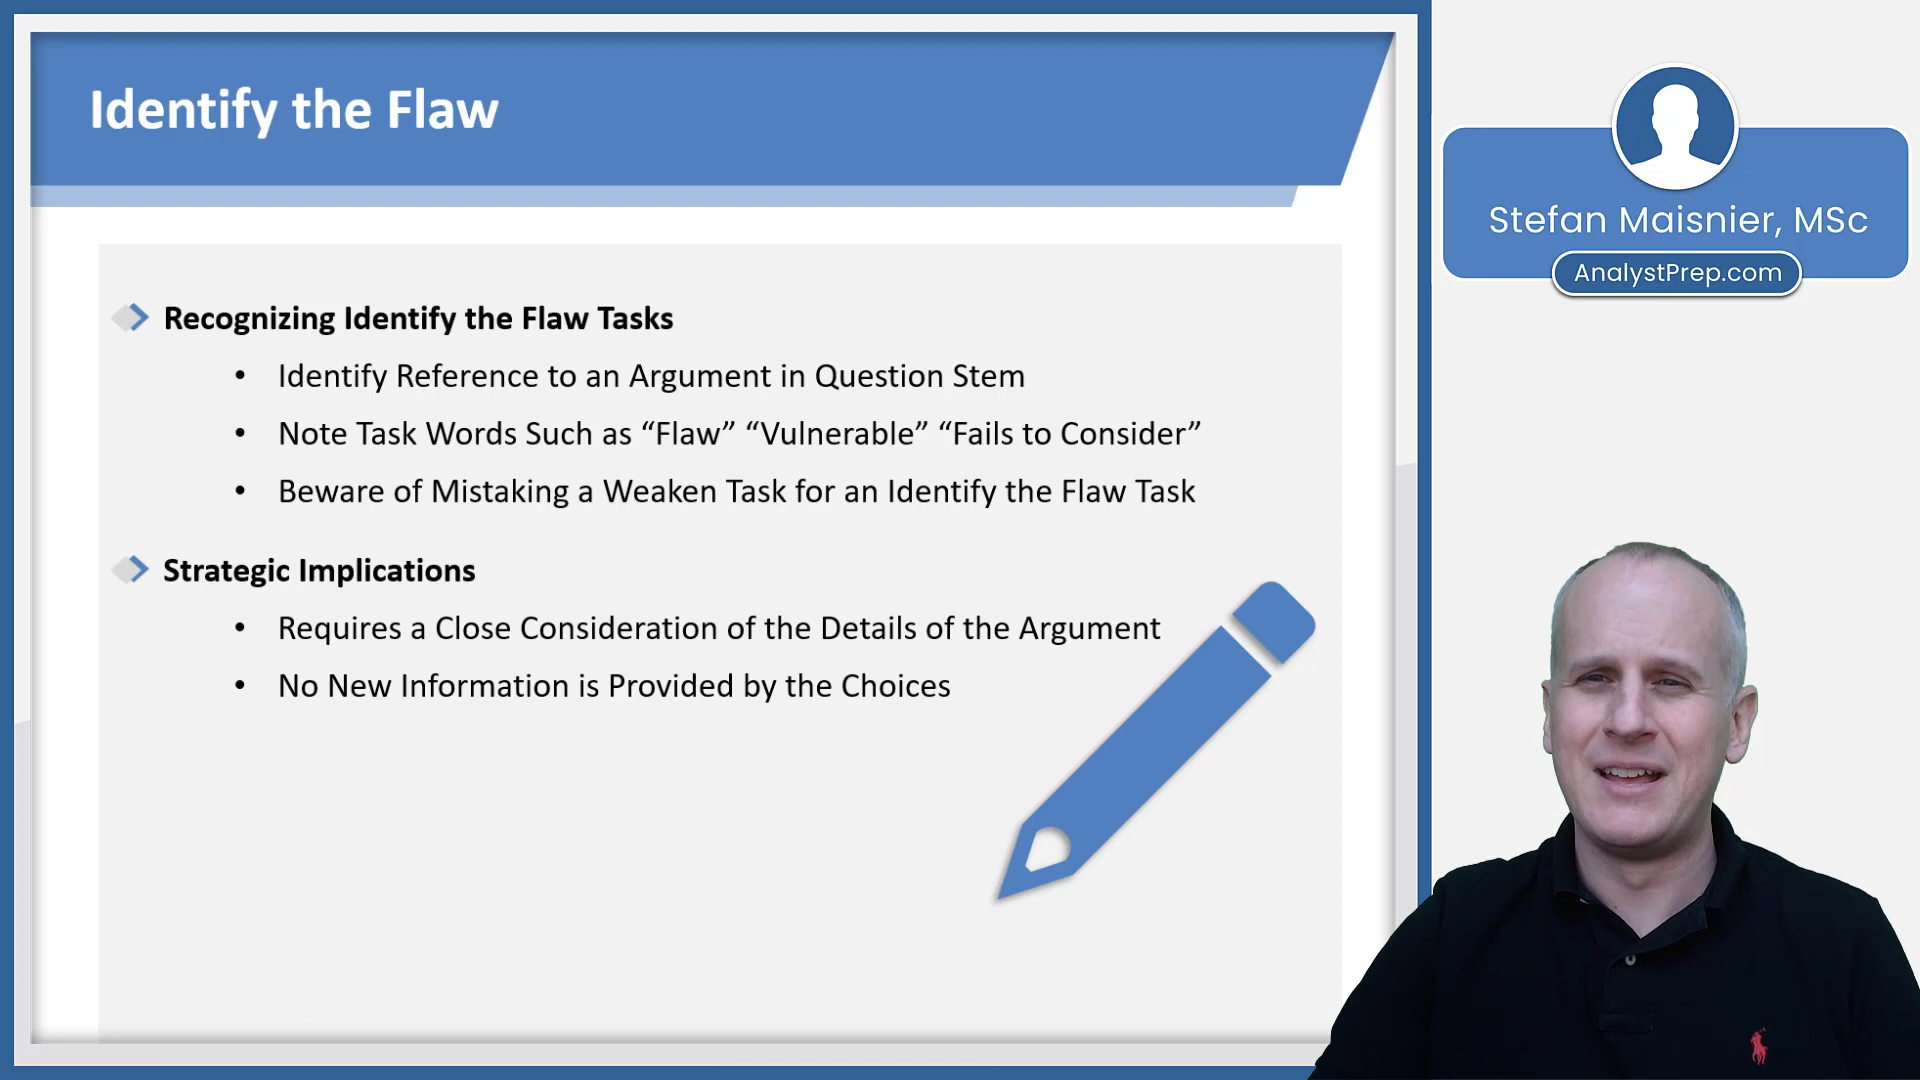 Identify the Flaw
Recognizing Identify the Flaw Tasks
• Identify Reference to an Argument in Question Stem
• Note Task Words Such as “Flaw” “Vulnerable” “Fails to Consider”
• Beware of Mistaking a Weaken Task for an Identify the Flaw Task
Strategic Implications
• Requires a Close Consideration of the Details of the Argument
• No New Information is Provided by the Choices
Stefan Maisnier, MSc
AnalystPrep.com